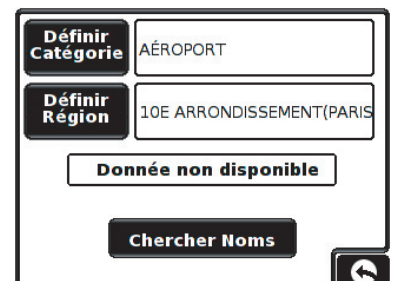 Définir
Catégorie
AÉROPORT
Définir
Région
10E ARRONDISSEMENT(PARIS
Donnée non disponible
Chercher Noms